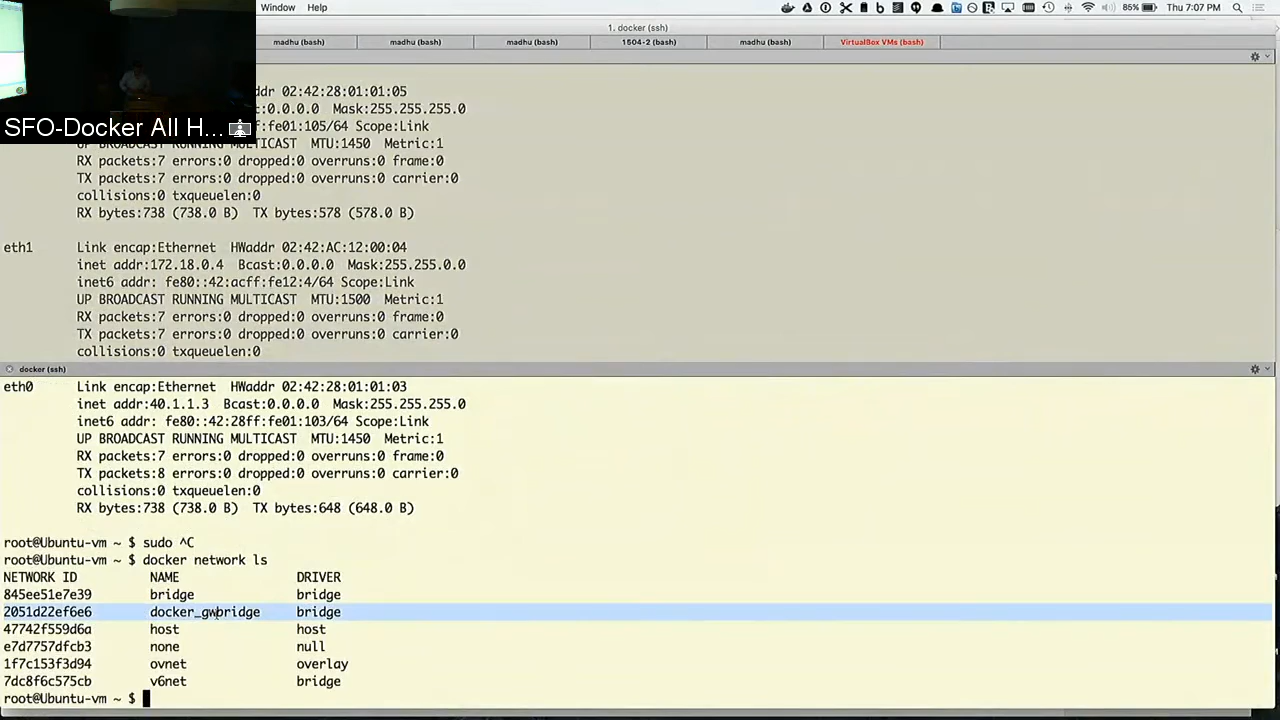 Window Help
85% Thu 7:07 PM
1. docker (ssh)
madhu (bash) madhu (bash) madhu (bash) 1504-2 (bash) madhu (bash) VirtualBox VMs (bash)
ddr 02:42:28:01:01:05
t:0.0.0.0 Mask:255.255.255.0
SFO-Docker All H... f:fe01:105/64 Scope:Link
UP BROADCAST RUNNING MULTICAST MTU:1450 Metric:1
RX packets:7 errors:0 dropped:0 overruns:0 frame:0
TX packets:7 errors:0 dropped:0 overruns:0 carrier:0
collisions:0 txqueuelen:0
RX bytes:738 (738.0 B) TX bytes:578 (578.0 B)
eth1 Link encap:Ethernet HWaddr 02:42:AC:12:00:04
inet addr:172.18.0.4 Bcast:0.0.0.0 Mask:255.255.0.0
inet6 addr: fe80::42:acff:fe12:4/64 Scope:Link
UP BROADCAST RUNNING MULTICAST MTU:1500 Metric:1
RX packets:7 errors:0 dropped:0 overruns:0 frame:0
TX packets:7 errors:0 dropped:0 overruns:0 carrier:0
collisions:0 txqueuelen:0
docker (ssh)
eth0 Link encap:Ethernet HWaddr 02:42:28:01:01:03
inet addr:40.1.1.3 Bcast:0.0.0.0 Mask:255.255.255.0
inet6 addr: fe80::42:28ff:fe01:103/64 Scope:Link
UP BROADCAST RUNNING MULTICAST MTU:1450 Metric:1
RX packets:7 errors:0 dropped:0 overruns:0 frame:0
TX packets:8 errors:0 dropped:0 overruns:0 carrier:0
collisions:0 txqueuelen:0
RX bytes:738 (738.0 B) TX bytes:648 (648.0 B)
root@Ubuntu-vm ~ $ sudo ^C
root@Ubuntu-vm ~ $ docker network ls
NETWORK ID NAME DRIVER
845ee51e7e39 bridge bridge
2051d22ef6e6 docker_gwbridge bridge
47742f559d6a host host
e7d7757dfcb3 none null
1f7c153f3d94 ovnet overlay
7dc8f6c575cb v6net bridge
root@Ubuntu-vm ~ $